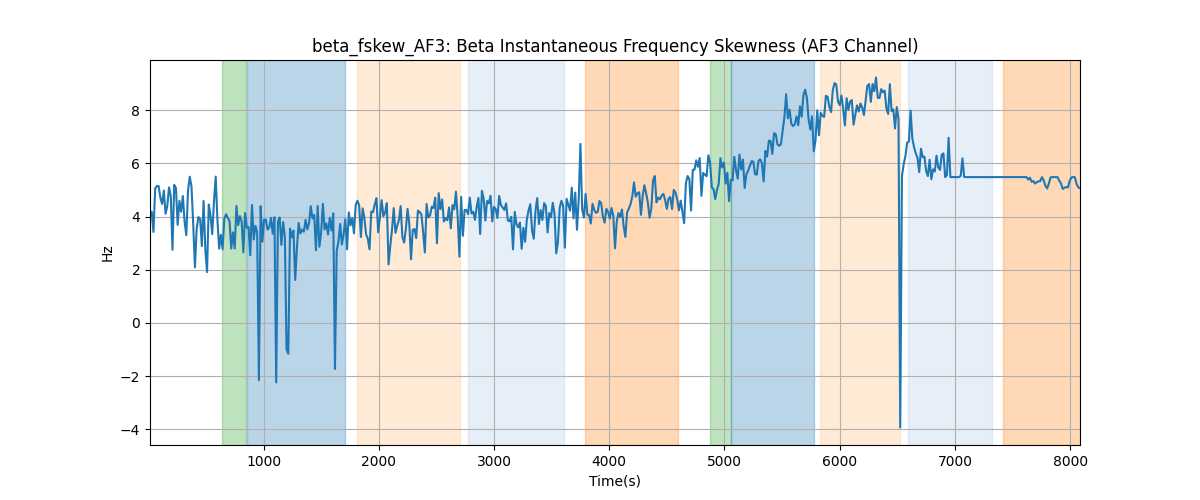 beta_fskew_AF3: Beta Instantaneous Frequency Skewness (AF3 Channel)
8
6
4
2
0
−2
−4
Hz
1000 2000 3000 4000 5000 6000 7000 8000
Time(s)